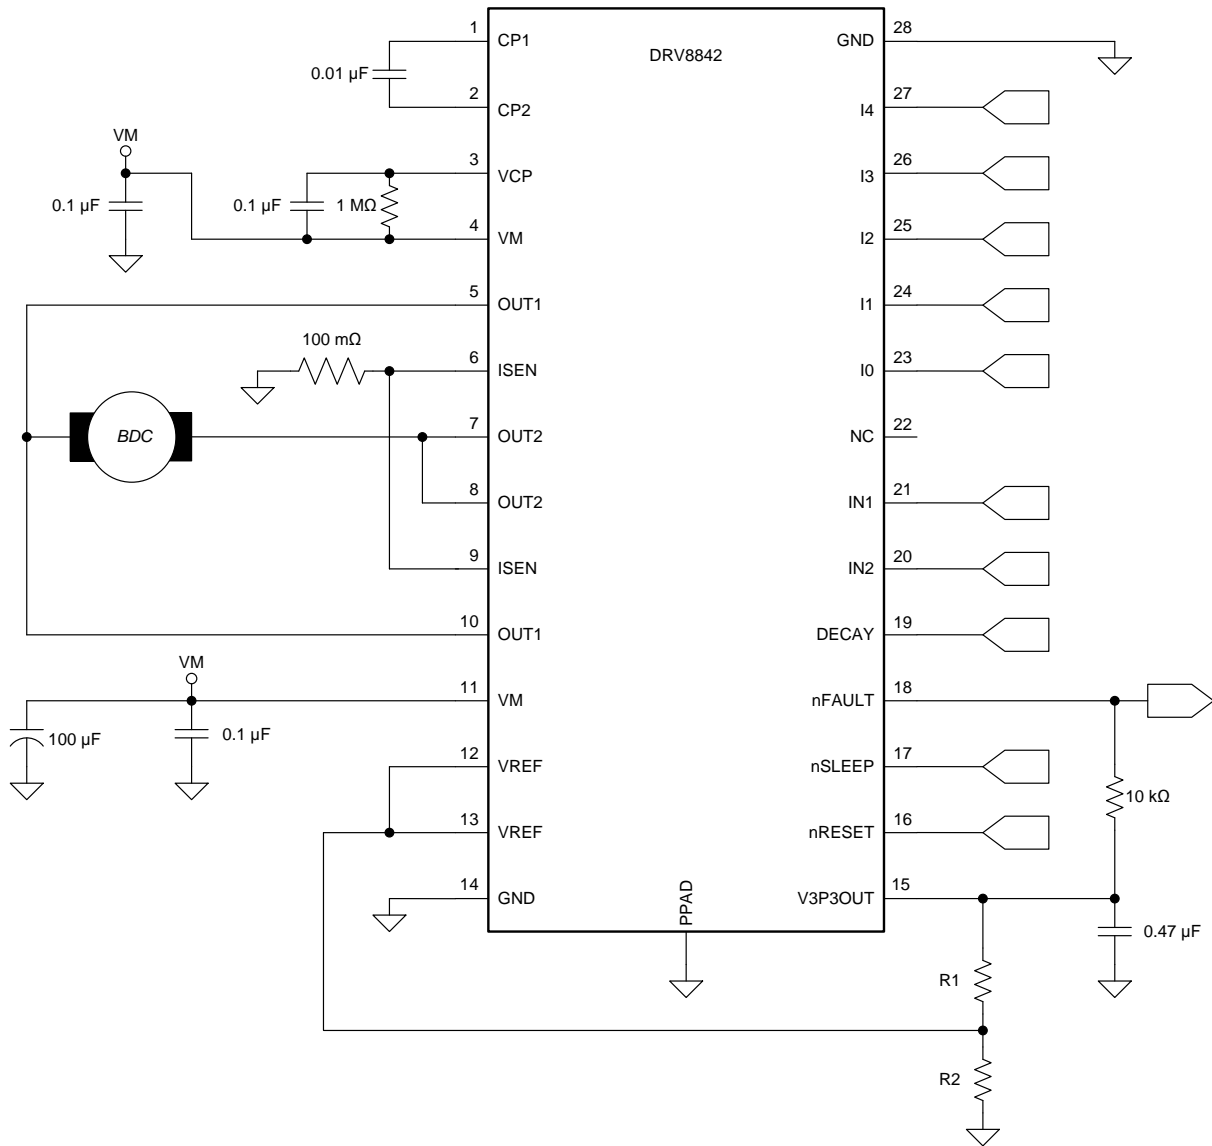 DRV8842
1
CP1
0.01 µF
2
CP2
VM
3
VCP
0.1 µF
0.1 µF
1 MΩ
4
VM
5
OUT1
100 mΩ
6
ISEN
BDC
7
OUT2
8
OUT2
9
ISEN
10
OUT1
VM
11
VM
100 µF
0.1 µF
12
VREF
13
VREF
14
GND
PPAD
GND
28
I4
27
I3
26
I2
25
I1
24
I0
23
NC
22
IN1
21
IN2
20
DECAY
19
nFAULT
18
nSLEEP
17
10 kΩ
nRESET
16
V3P3OUT
15
0.47 µF
R1
R2